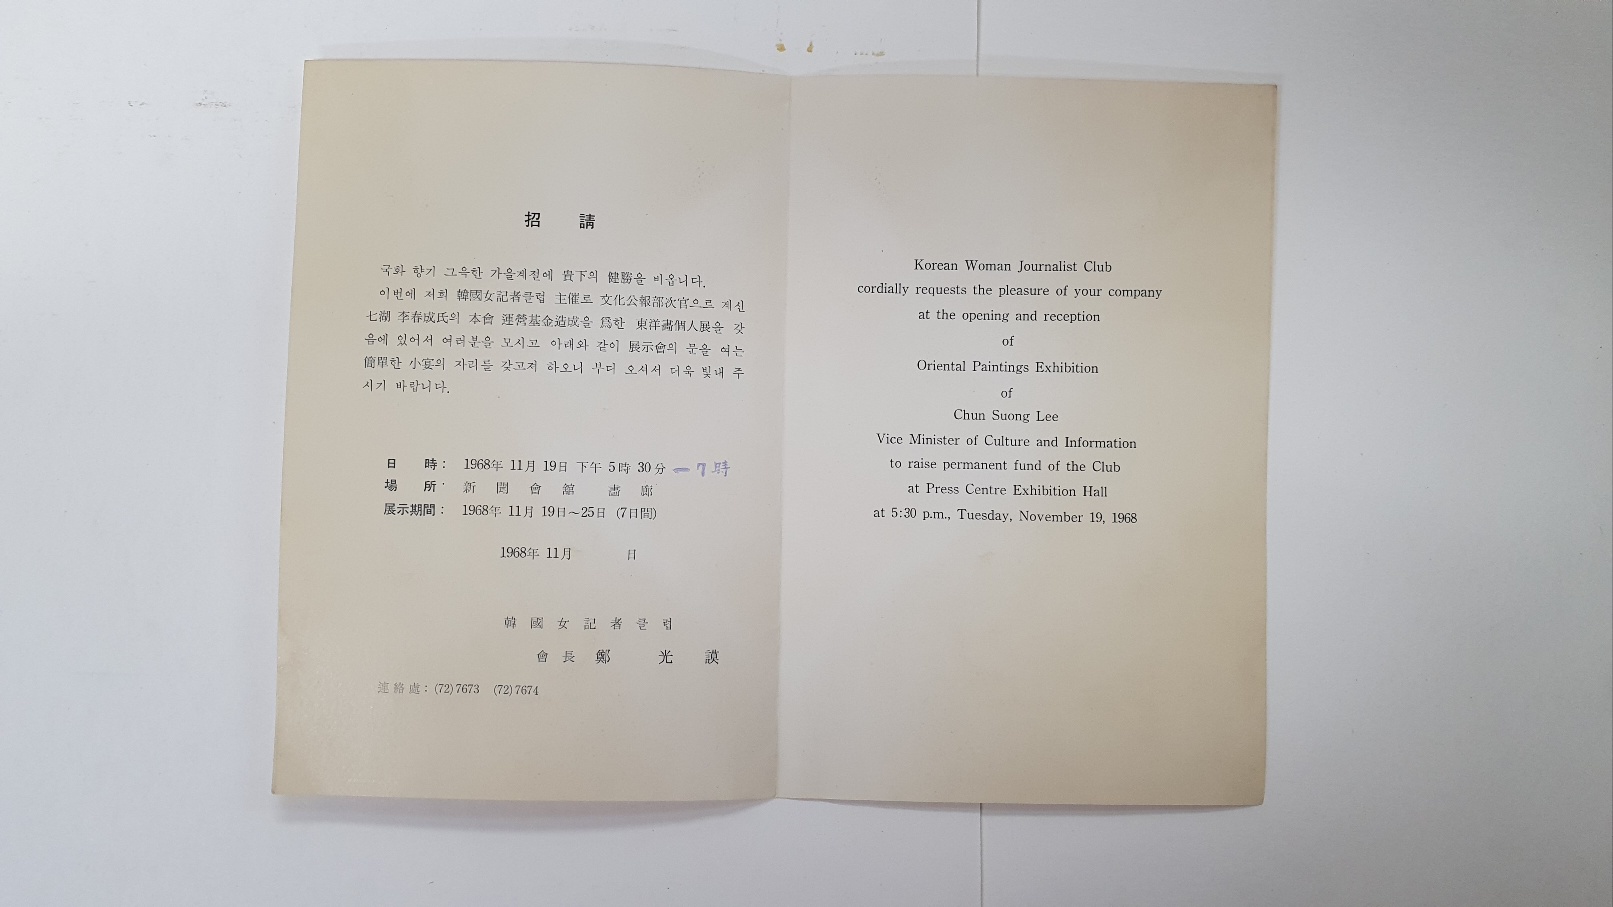 招 請
국화 향기 그윽한 가을계절에 貴下의 健勝을 비옵니다.
이번에 저희 韓國女記者클럽 主催로 文化公報部次官으로 계신
七湖 李春成氏의 本會 運營基金造成을 爲한 東洋畵個人展을 갖
음에 있어서 여러분을 모시고 아래와 같이 展示會의 문을 여는
簡單한 小宴의 자리를 갖고저 하오니 부디 오셔서 더욱 빛내 주
시기 바랍니다.
日 時: 1968年 11月 19日 下午 5時 30分 —7時
場 所: 新聞會館 畵廊
展示期間: 1968年 11月 19日~25日 (7日間)
1968年 11月 日
韓國女記者클럽
會長 鄭 光 謨
連絡處: (72)7673 (72)7674
Korean Woman Journalist Club
cordially requests the pleasure of your company
at the opening and reception
of
Oriental Paintings Exhibition
of
Chun Suong Lee
Vice Minister of Culture and Information
to raise permanent fund of the Club
at Press Centre Exhibition Hall
at 5:30 p.m., Tuesday, November 19, 1968